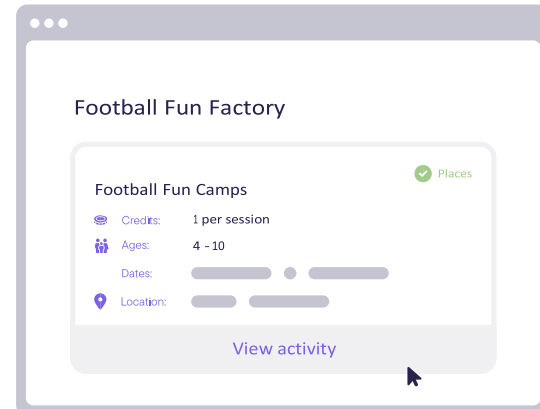 Football Fun Factory
Places
Football Fun Camps
Credits: 1 per session
Ages: 4 - 10
Dates:
Location:
View activity